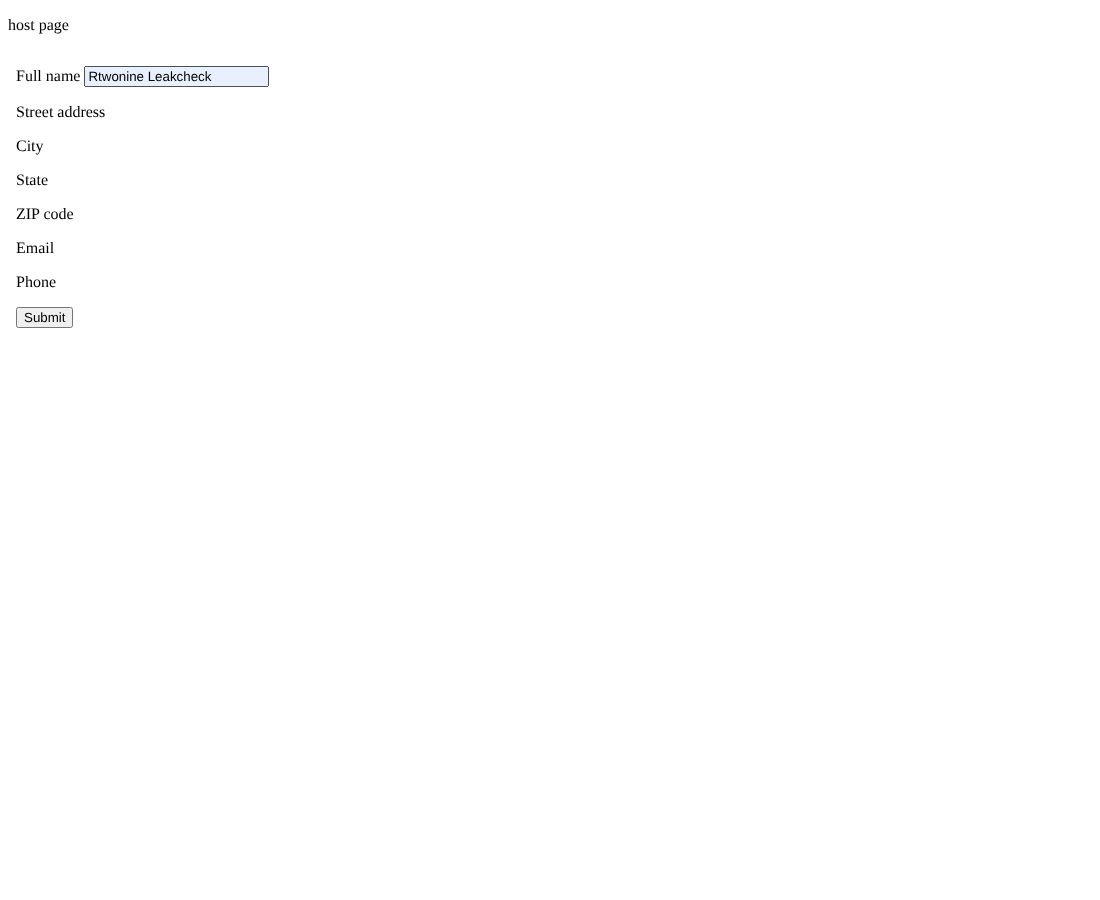 host page
Full name Rtwonine Leakcheck
Street address
City
State
ZIP code
Email
Phone
Submit